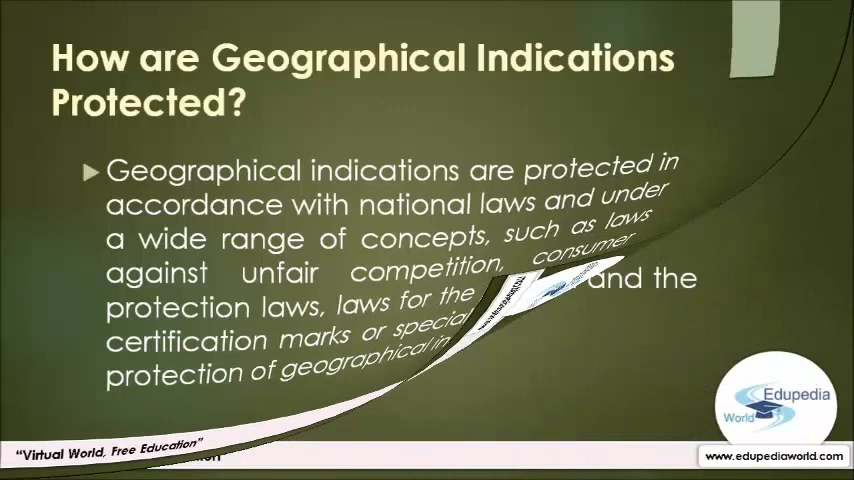 How are Geographical Indications
Protected?
Geographical indications are protected in
accordance with national laws and under
a wide range of concepts, such as laws
against unfair competition, consumer
protection laws, laws for the
and the
certification marks or special
protection of geographical in
Edupedia
World
"Virtual World, Free Education"
www.edupediaworld.com